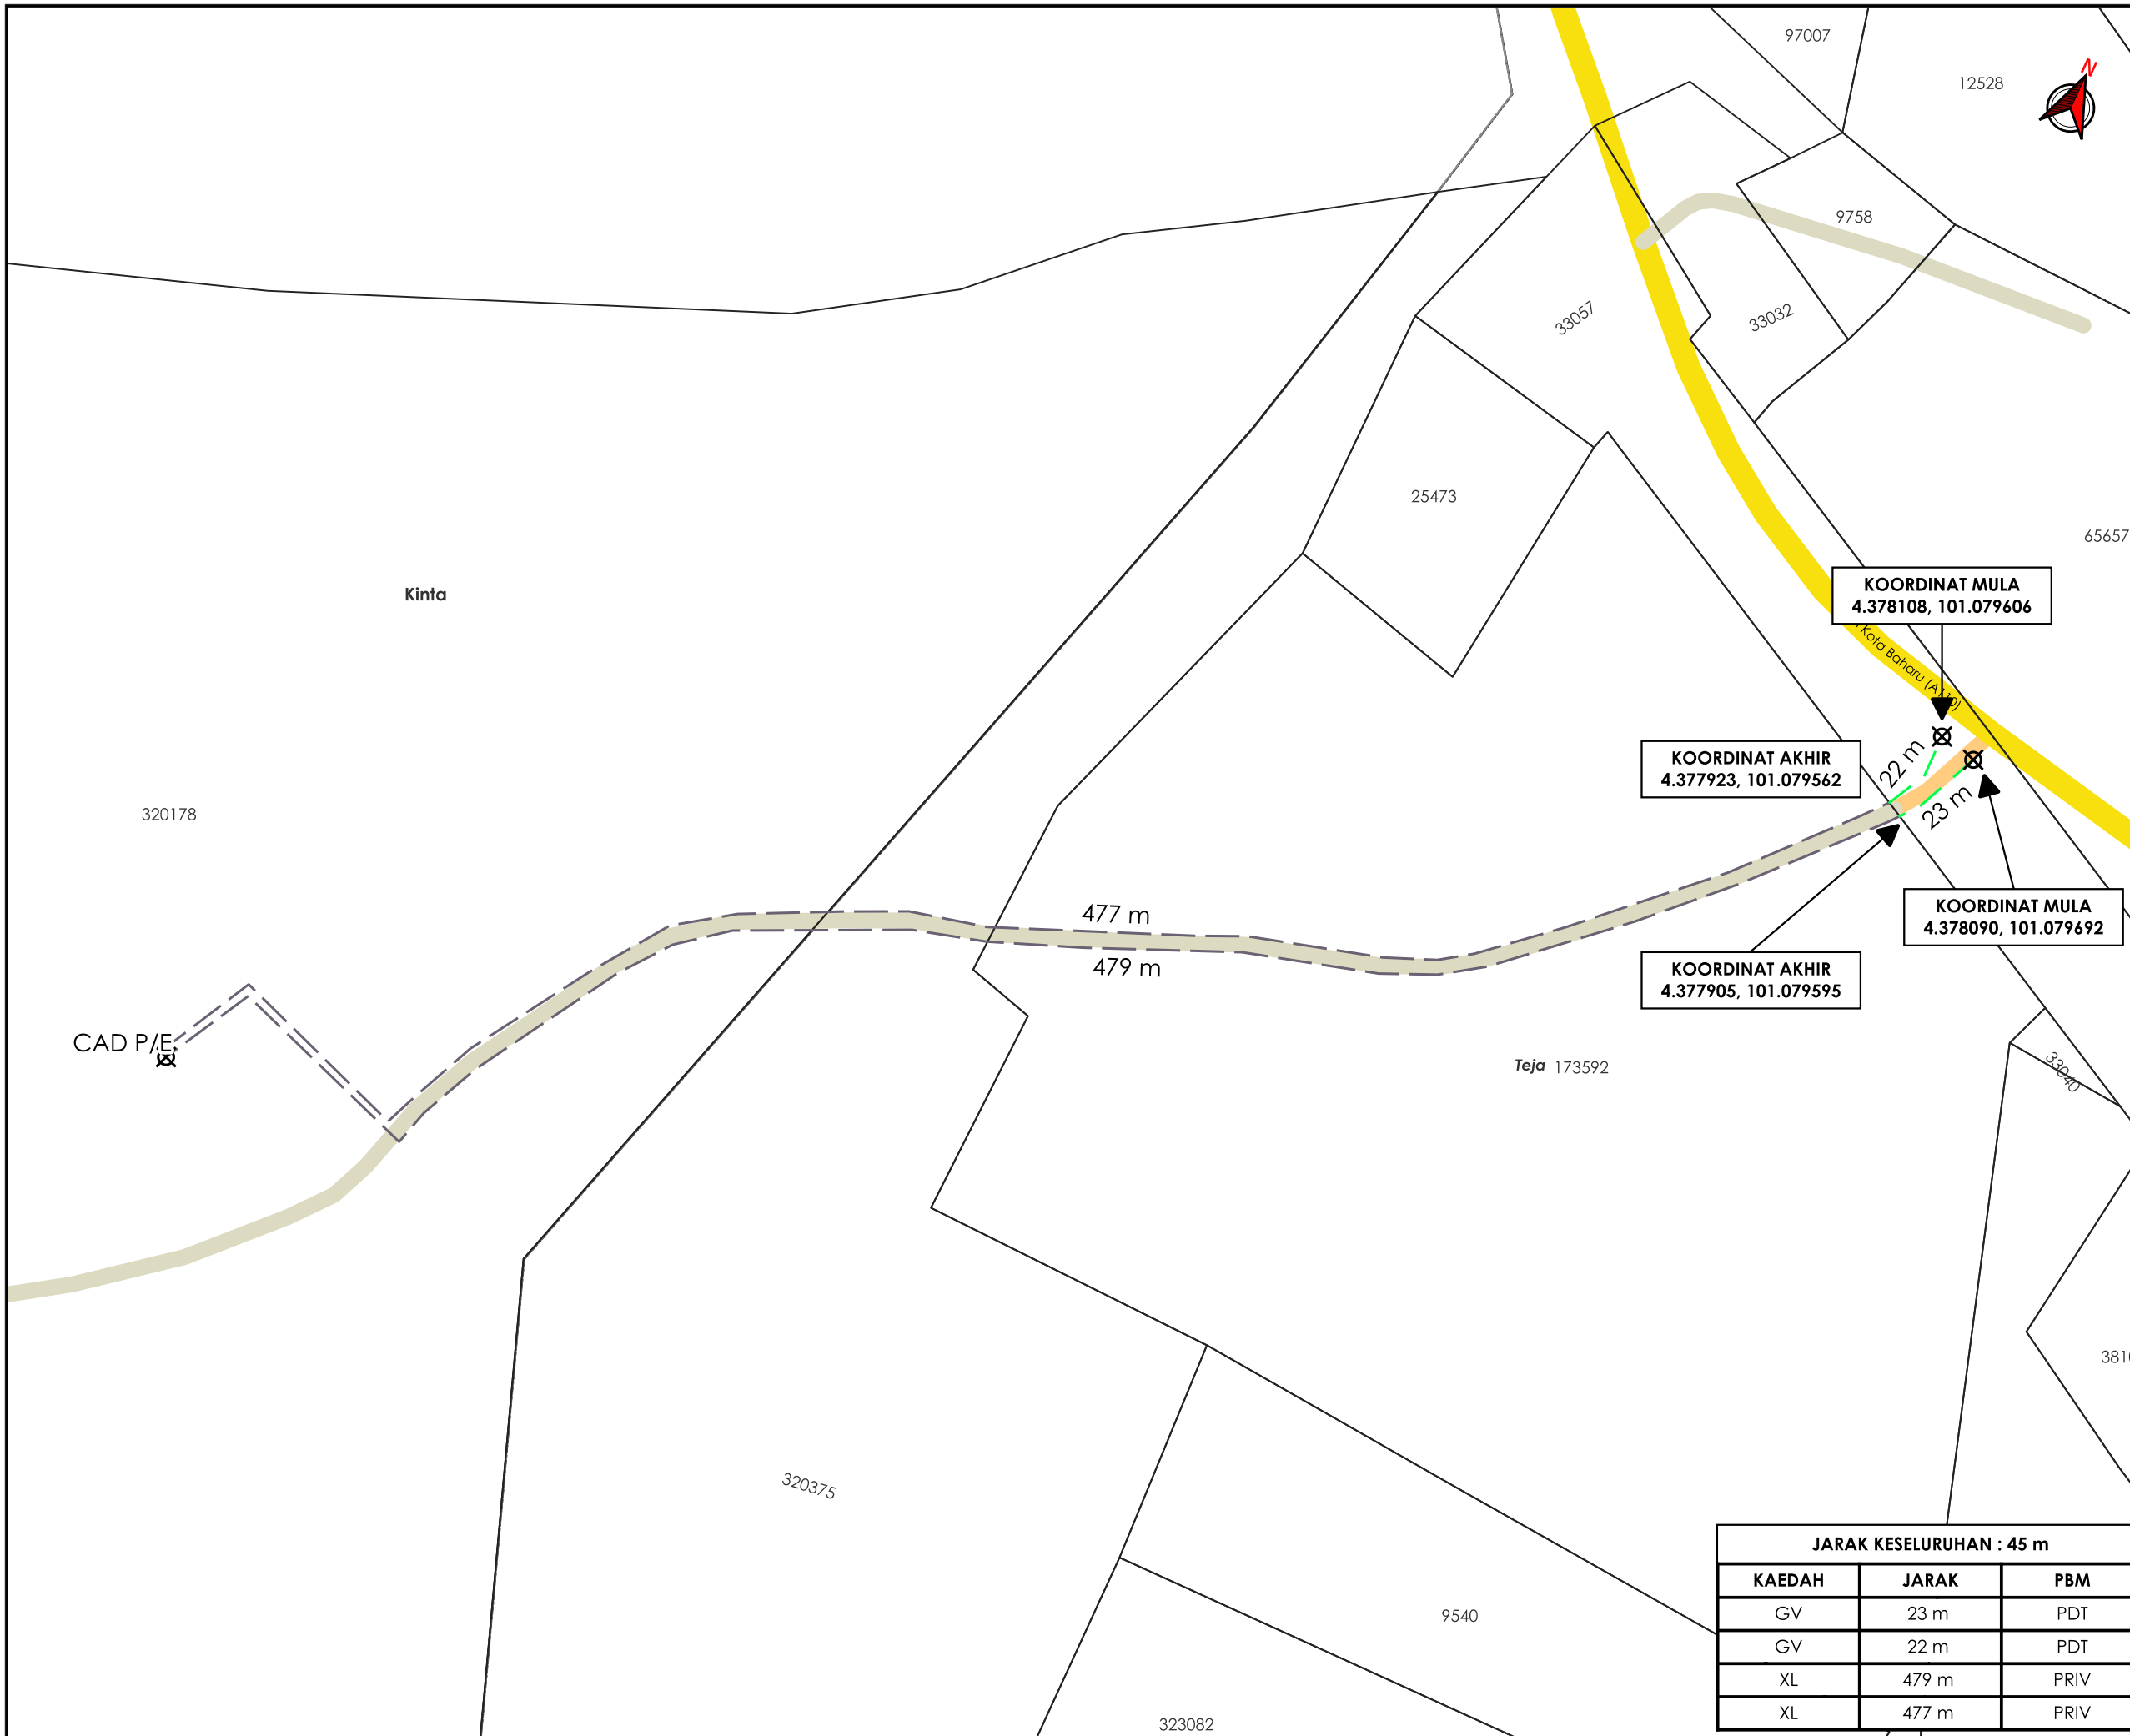 97007
N
12528
9758
33057
33032
25473
65657
KOORDINAT MULA
4.378108, 101.079606
Kinta
Kota Baharu (A110)
KOORDINAT AKHIR
4.377923, 101.079562
22 m
23 m
320178
477 m
479 m
KOORDINAT MULA
4.378090, 101.079692
KOORDINAT AKHIR
4.377905, 101.079595
CAD P/E
Teja 173592
33040
381
320375
9540
323082
JARAK KESELURUHAN : 45 m
KAEDAH JARAK PBM
GV 23 m PDT
GV 22 m PDT
XL 479 m PRIV
XL 477 m PRIV